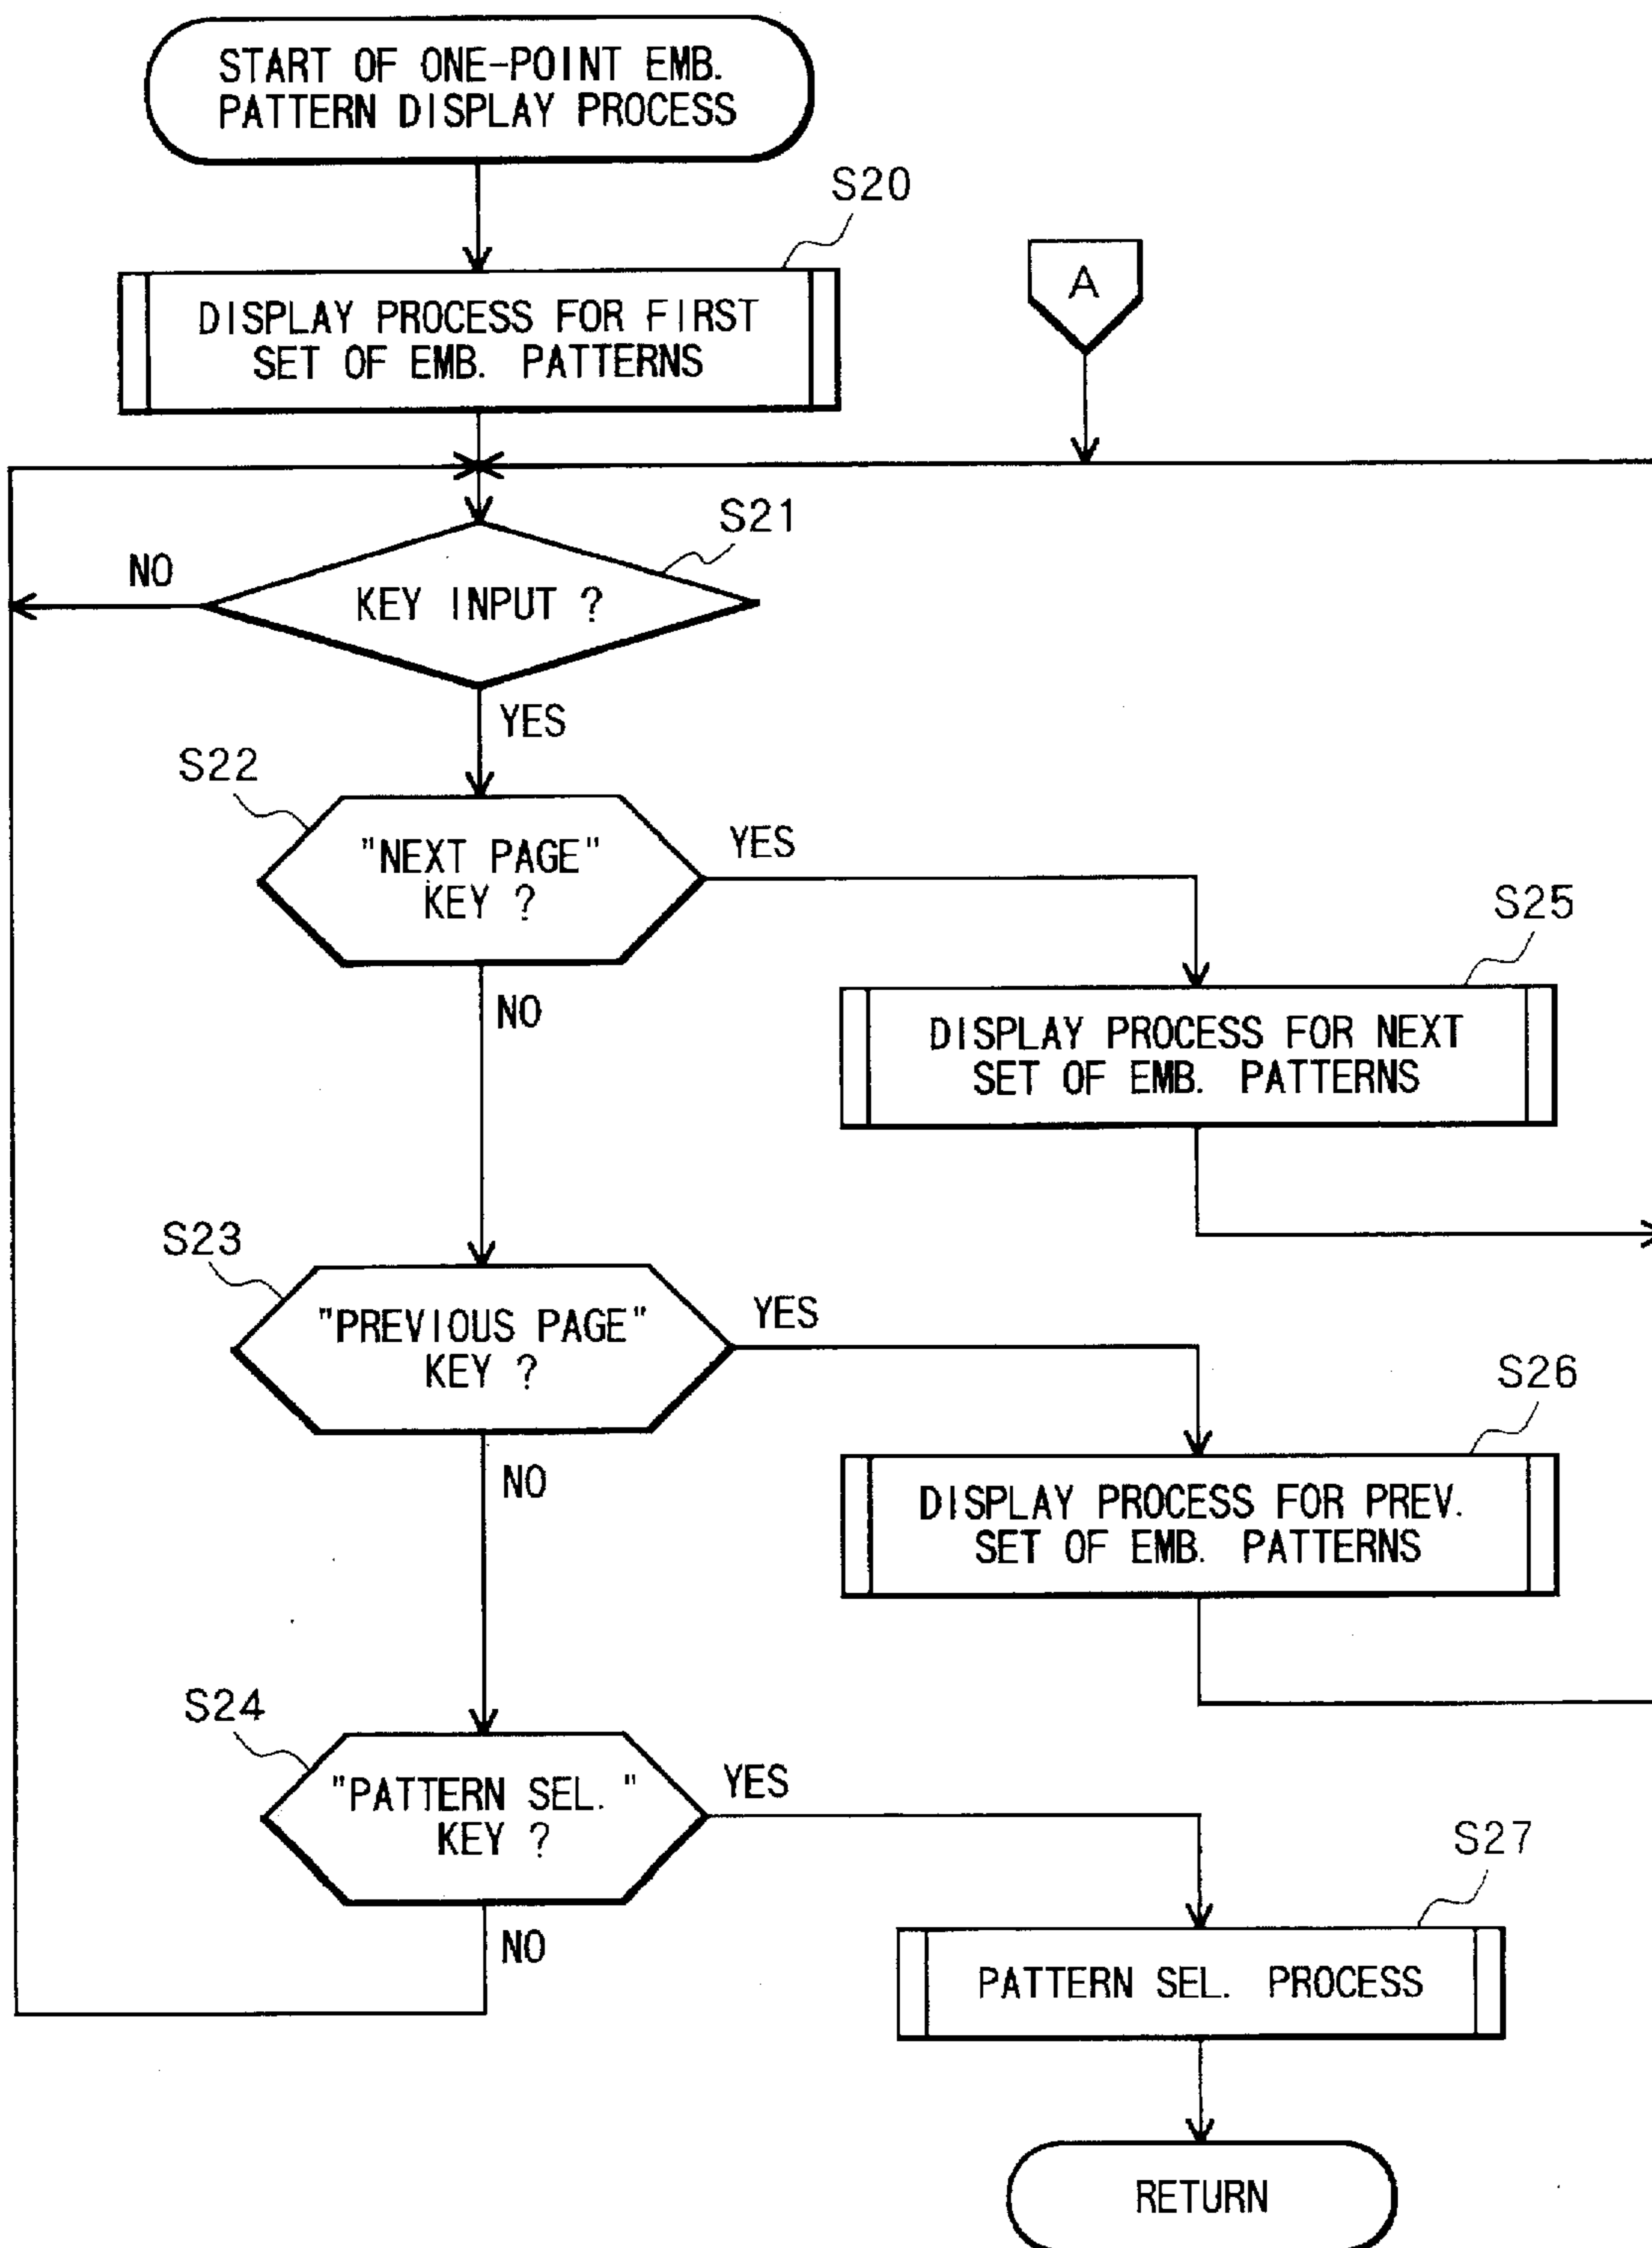 START OF ONE-POINT EMB.
PATTERN DISPLAY PROCESS
S20
DISPLAY PROCESS FOR FIRST
SET OF EMB. PATTERNS
A
S21
NO
KEY INPUT ?
YES
S22
"NEXT PAGE"
KEY ?
YES
NO
S25
DISPLAY PROCESS FOR NEXT
SET OF EMB. PATTERNS
S23
"PREVIOUS PAGE"
KEY ?
YES
NO
S26
DISPLAY PROCESS FOR PREV.
SET OF EMB. PATTERNS
S24
"PATTERN SEL. "
KEY ?
YES
NO
S27
PATTERN SEL. PROCESS
RETURN